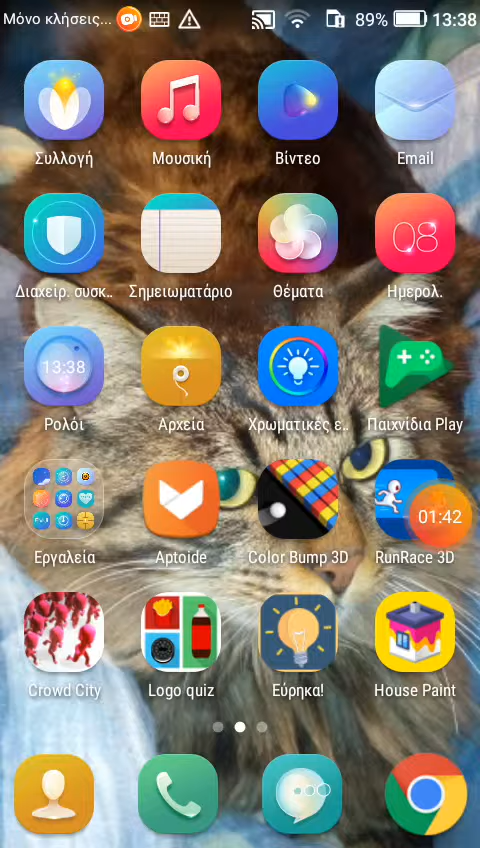 Μόνο κλήσεις... 89% 13:38
Συλλογή Μουσική Βίντεο Email
08
Διαχείρ. συσκ.. Σημειωματάριο Θέματα Ημερολ.
13:38
Ρολόι Αρχεία Χρωματικές ε.. Παιχνίδια Play
01:42
Εργαλεία Aptoide Color Bump 3D RunRace 3D
Crowd City Logo quiz Εύρηκα! House Paint